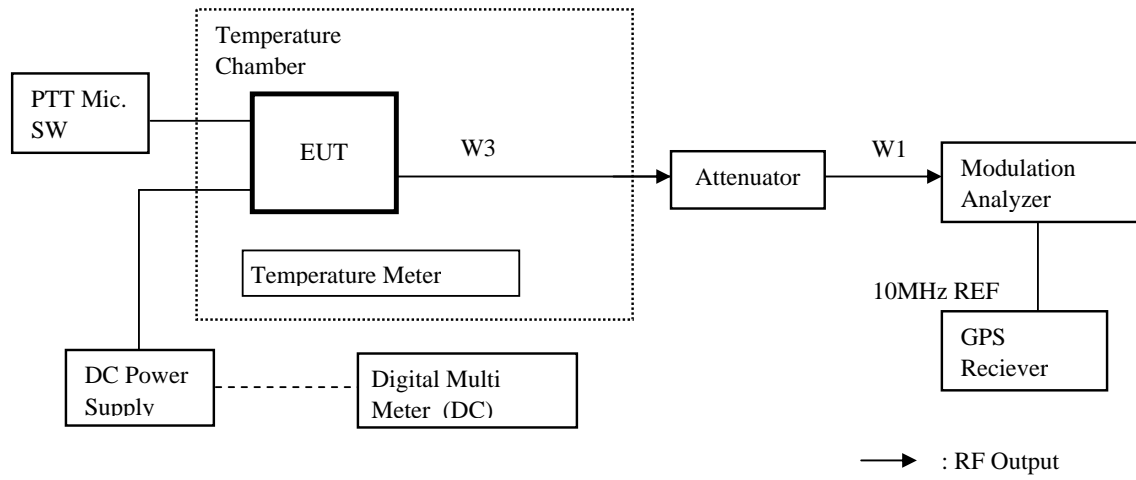 Temperature
Chamber
PTT Mic.
SW
EUT
W3
Attenuator
W1
Modulation
Analyzer
Temperature Meter
10MHz REF
GPS
Reciever
DC Power
Supply
Digital Multi
Meter (DC)
: RF Output